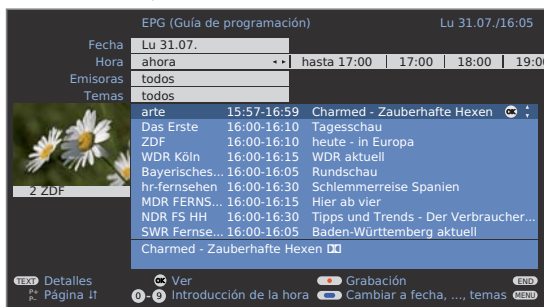 EPG (Guía de programación) Lu 31.07./16:05
Fecha Lu 31.07.
Hora ahora hasta 17:00 17:00 18:00 19:00
Emisoras todos
Temas todos
arte 15:57-16:59 Charmed - Zauberhafte Hexen OK
Das Erste 16:00-16:10 Tagesschau
ZDF 16:00-16:10 heute - in Europa
WDR Köln 16:00-16:15 WDR aktuell
Bayerisches... 16:00-16:05 Rundschau
hr-fernsehen 16:00-16:30 Schlemmerreise Spanien
MDR FERNS... 16:00-16:15 Hier ab vier
NDR FS HH 16:00-16:30 Tipps und Trends - Der Verbraucher...
SWR Fernse... 16:00-16:05 Baden-Württemberg aktuell
2 ZDF
Charmed - Zauberhafte Hexen
TEXT Detalles OK Ver Grabación END
P+ P- Página 0-9 Introducción de la hora Cambiar a fecha, ..., temas MENU